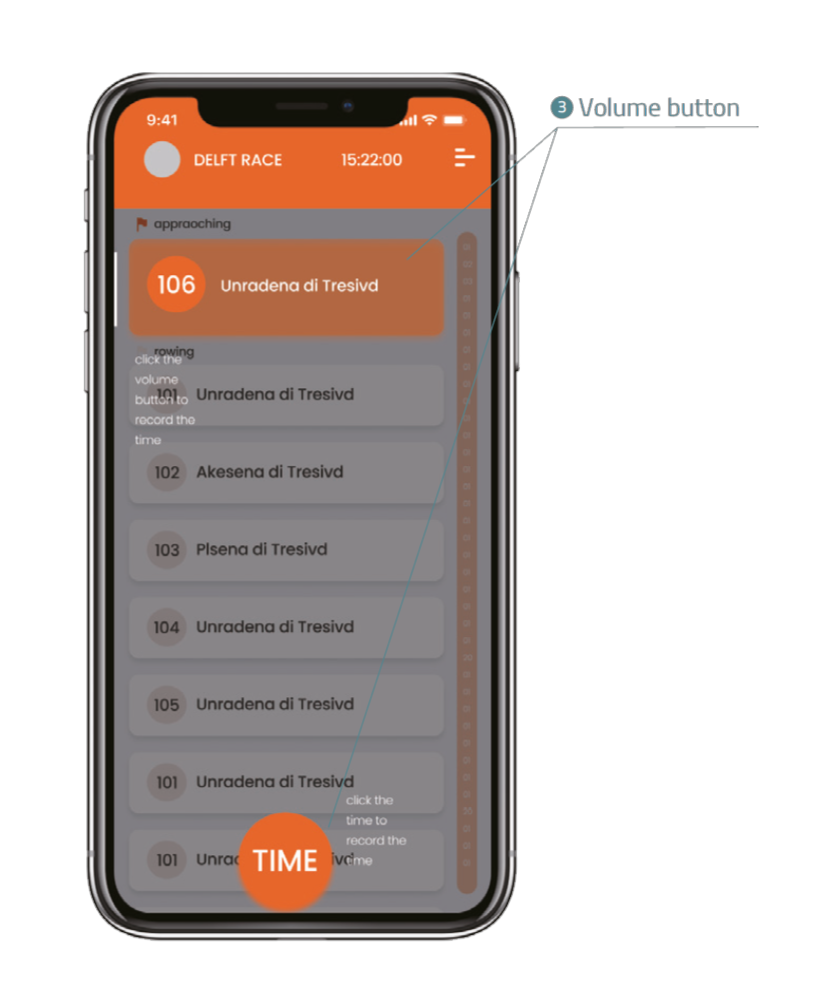 3 Volume button
9:41
DELFT RACE 15:22:00
appraoching
106 Unradena di Tresivd
rowing
click the
volume
button to
record the
time
101 Unradena di Tresivd
102 Akesena di Tresivd
103 Plsena di Tresivd
104 Unradena di Tresivd
105 Unradena di Tresivd
101 Unradena di Tresivd
click the
time to
record the
time
101
TIME